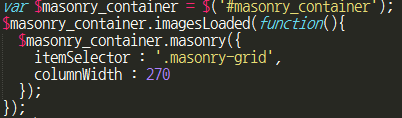 var $masonry_container = $('#masonry_container');
$masonry_container.imagesLoaded(function(){
  $masonry_container.masonry({
    itemSelector : '.masonry-grid',
    columnWidth : 270
  });
});